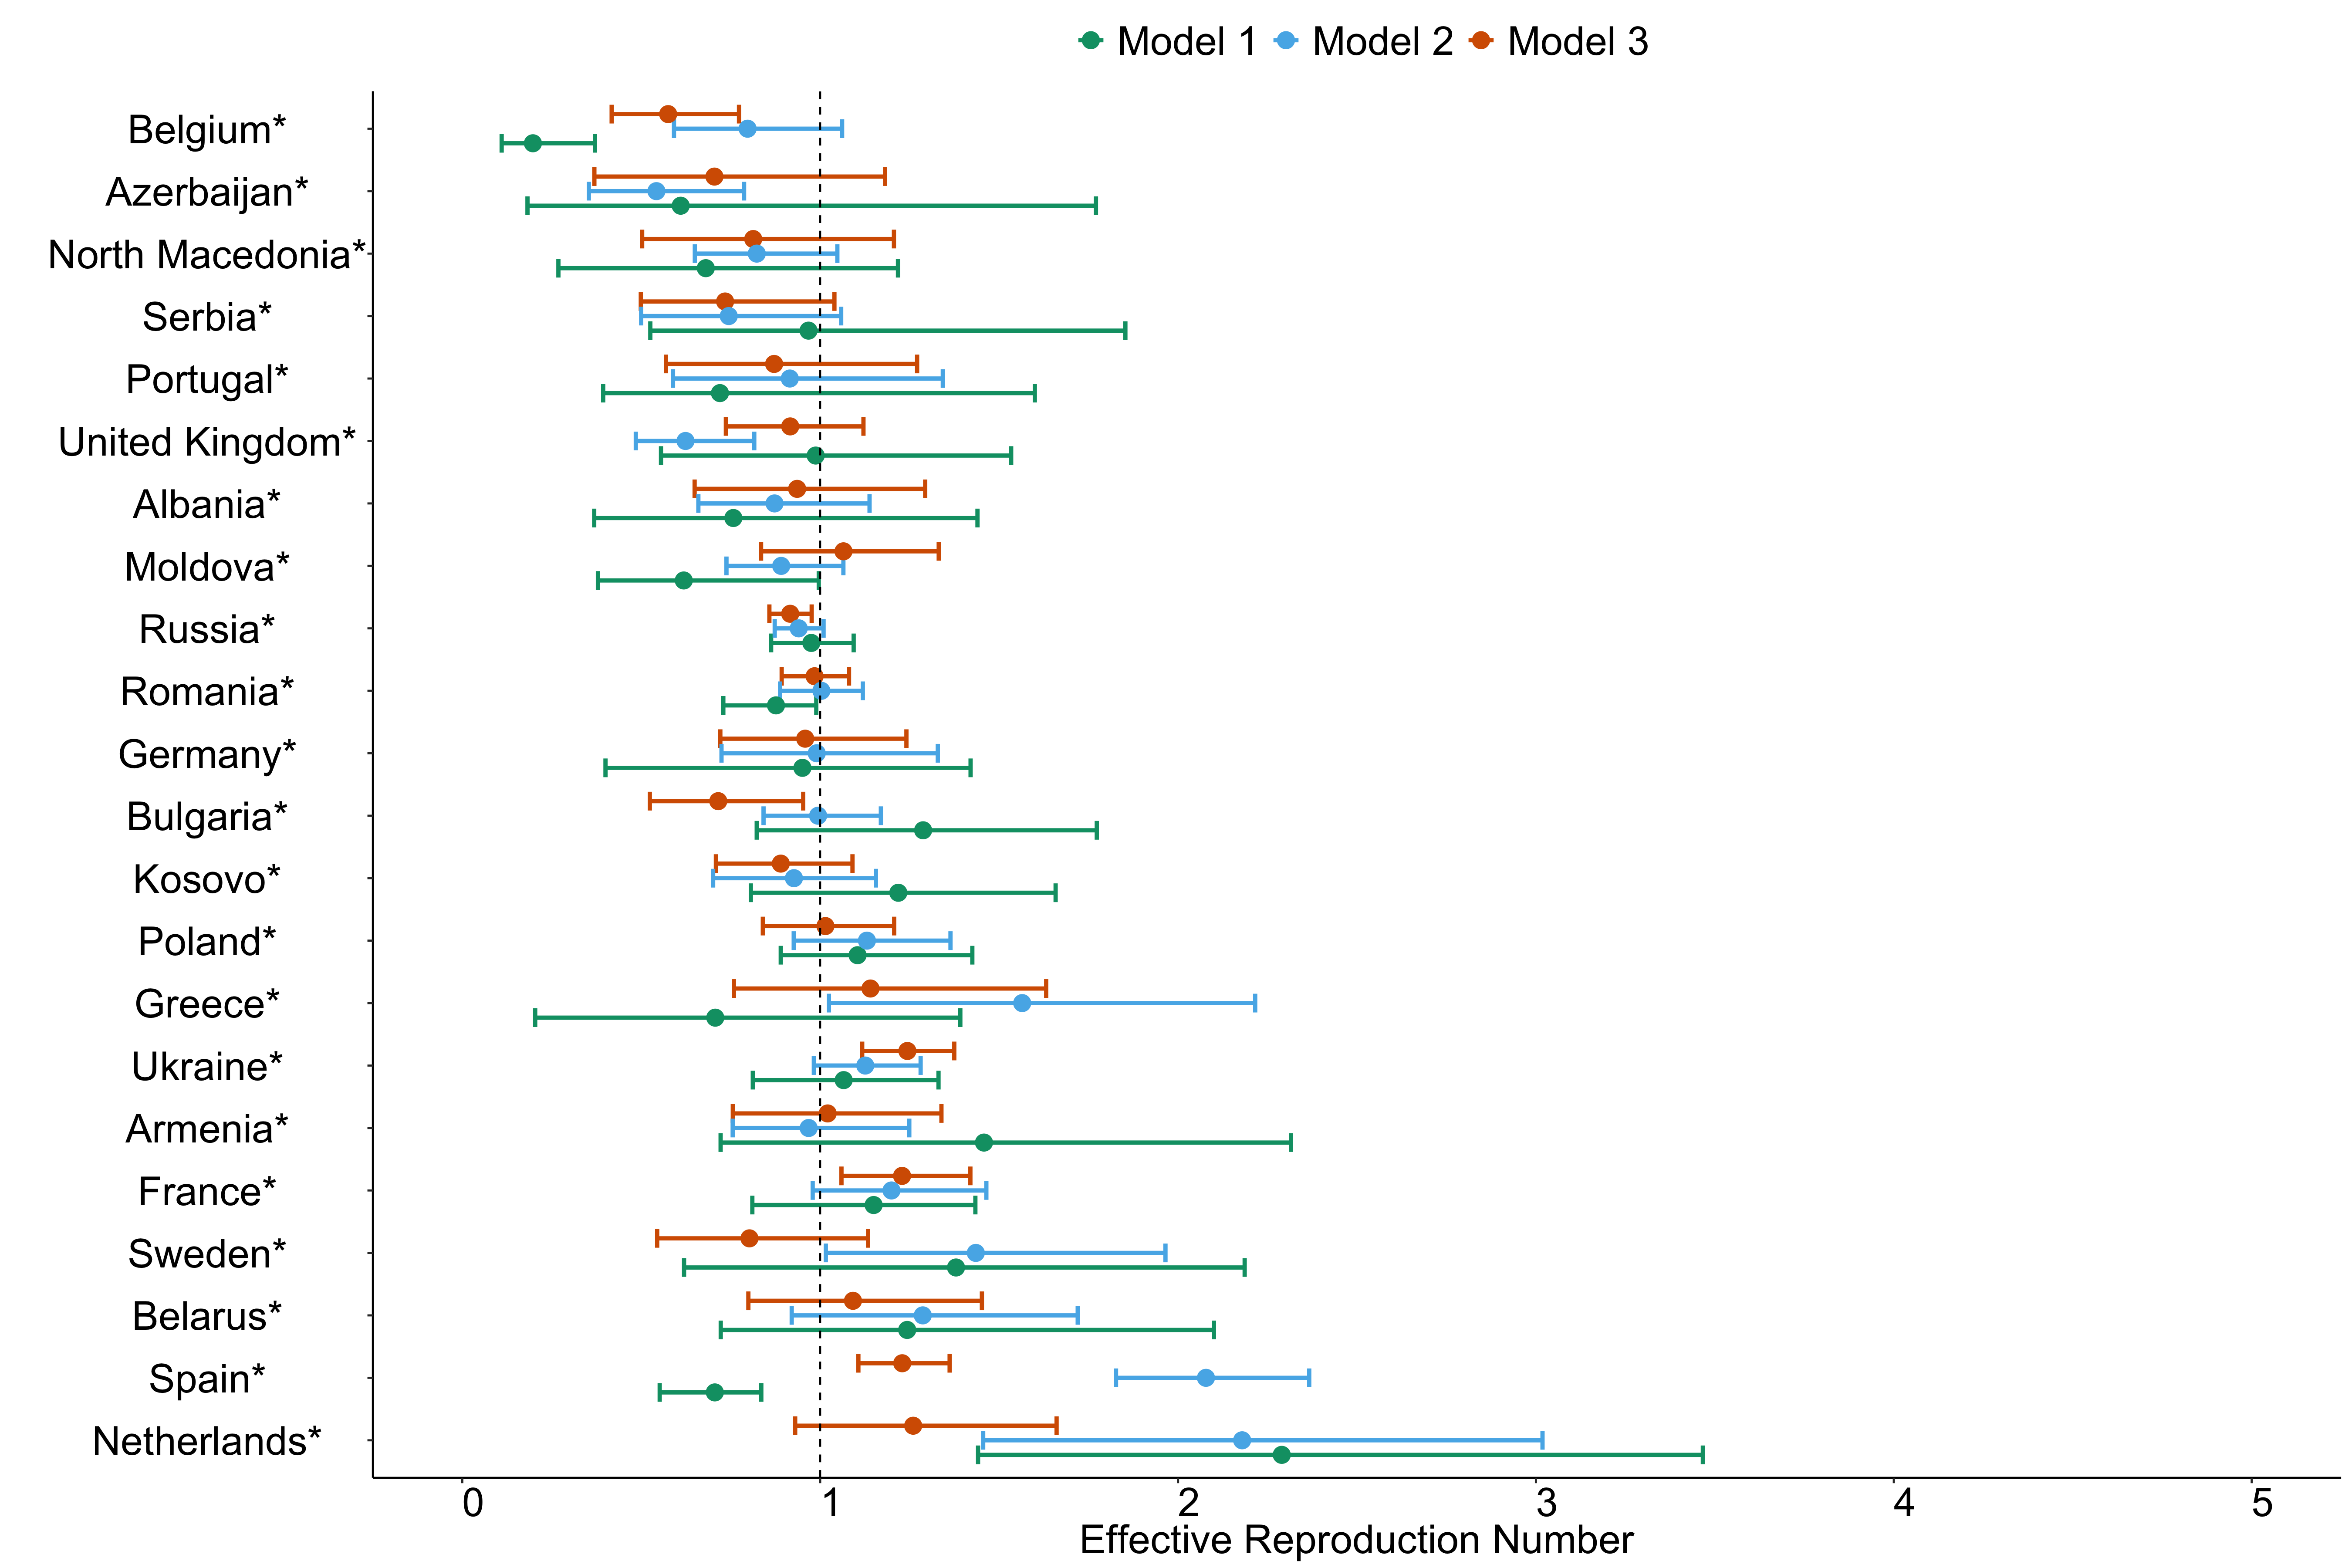 Model 1 Model 2 Model 3
Belgium*
Azerbaijan*
North Macedonia*
Serbia*
Portugal*
United Kingdom*
Albania*
Moldova*
Russia*
Romania*
Germany*
Bulgaria*
Kosovo*
Poland*
Greece*
Ukraine*
Armenia*
France*
Sweden*
Belarus*
Spain*
Netherlands*
0 1 2 3 4 5
Effective Reproduction Number